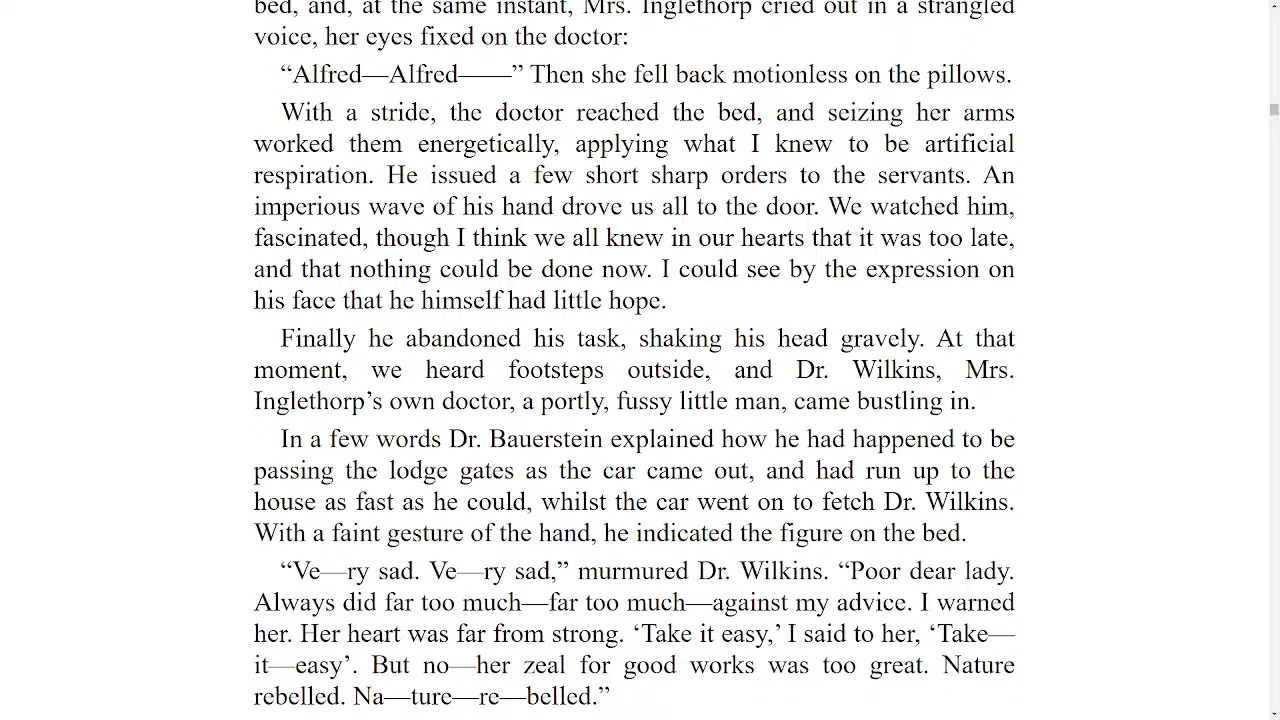 bed, and, at the same instant, Mrs. Inglethorp cried out in a strangled
voice, her eyes fixed on the doctor:
“Alfred—Alfred——” Then she fell back motionless on the pillows.
With a stride, the doctor reached the bed, and seizing her arms
worked them energetically, applying what I knew to be artificial
respiration. He issued a few short sharp orders to the servants. An
imperious wave of his hand drove us all to the door. We watched him,
fascinated, though I think we all knew in our hearts that it was too late,
and that nothing could be done now. I could see by the expression on
his face that he himself had little hope.
Finally he abandoned his task, shaking his head gravely. At that
moment, we heard footsteps outside, and Dr. Wilkins, Mrs.
Inglethorp’s own doctor, a portly, fussy little man, came bustling in.
In a few words Dr. Bauerstein explained how he had happened to be
passing the lodge gates as the car came out, and had run up to the
house as fast as he could, whilst the car went on to fetch Dr. Wilkins.
With a faint gesture of the hand, he indicated the figure on the bed.
“Ve—ry sad. Ve—ry sad,” murmured Dr. Wilkins. “Poor dear lady.
Always did far too much—far too much—against my advice. I warned
her. Her heart was far from strong. ‘Take it easy,’ I said to her, ‘Take—
it—easy’. But no—her zeal for good works was too great. Nature
rebelled. Na—ture—re—belled.”